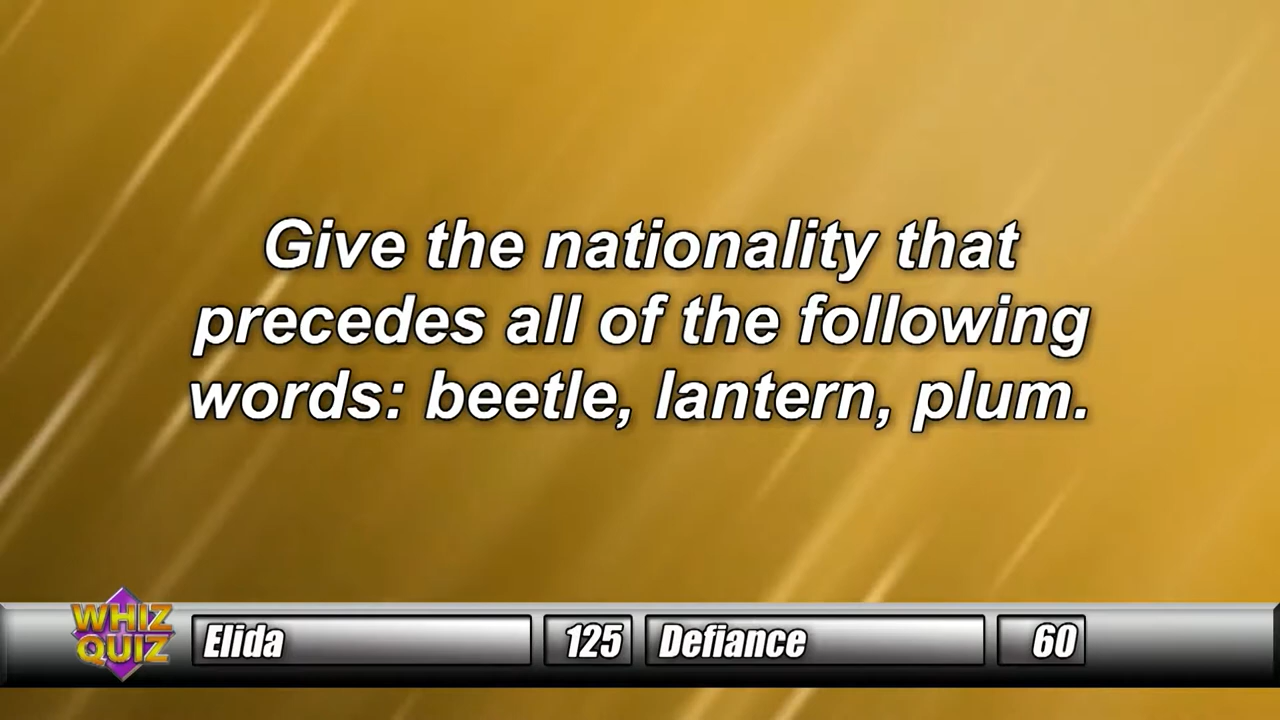 Give the nationality that
precedes all of the following
words: beetle, lantern, plum.
WHIZ
QUIZ
Elida 125 Defiance 60